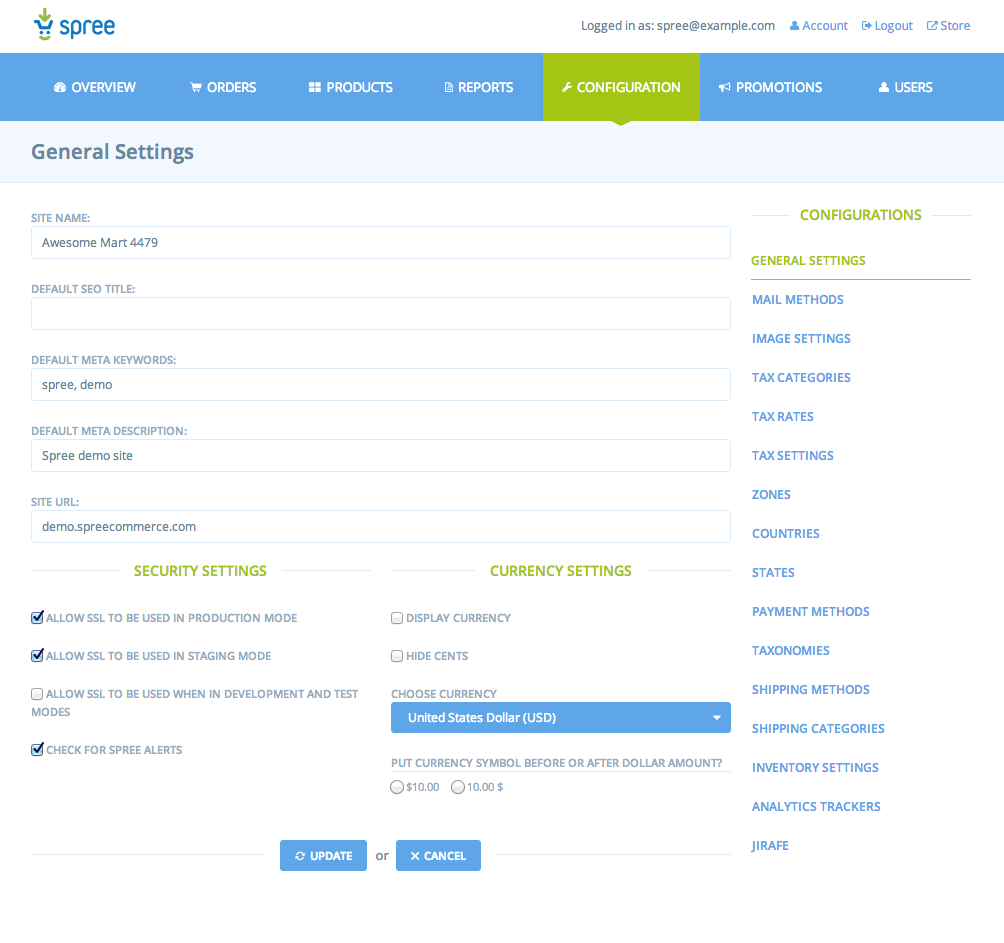 spree
Logged in as: spree@example.com Account Logout Store
OVERVIEW ORDERS PRODUCTS REPORTS CONFIGURATION PROMOTIONS USERS
General Settings
SITE NAME:
Awesome Mart 4479
DEFAULT SEO TITLE:
DEFAULT META KEYWORDS:
spree, demo
DEFAULT META DESCRIPTION:
Spree demo site
SITE URL:
demo.spreecommerce.com
SECURITY SETTINGS
ALLOW SSL TO BE USED IN PRODUCTION MODE
ALLOW SSL TO BE USED IN STAGING MODE
ALLOW SSL TO BE USED WHEN IN DEVELOPMENT AND TEST
MODES
CHECK FOR SPREE ALERTS
CURRENCY SETTINGS
DISPLAY CURRENCY
HIDE CENTS
CHOOSE CURRENCY
United States Dollar (USD)
PUT CURRENCY SYMBOL BEFORE OR AFTER DOLLAR AMOUNT?
$10.00 10.00 $
UPDATE or CANCEL
CONFIGURATIONS
GENERAL SETTINGS
MAIL METHODS
IMAGE SETTINGS
TAX CATEGORIES
TAX RATES
TAX SETTINGS
ZONES
COUNTRIES
STATES
PAYMENT METHODS
TAXONOMIES
SHIPPING METHODS
SHIPPING CATEGORIES
INVENTORY SETTINGS
ANALYTICS TRACKERS
JIRAFE